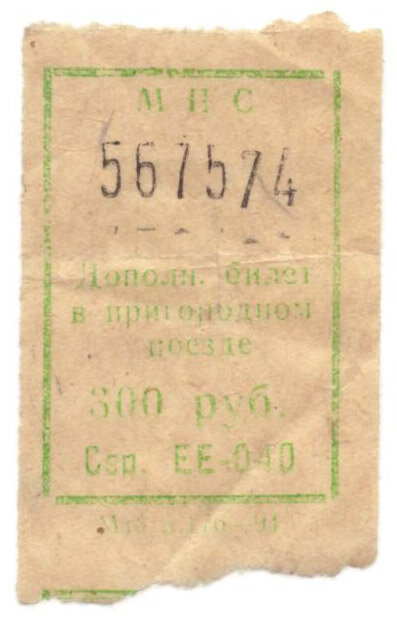 МПС
567574
Дополн. билет
в пригородном
поезде
300 руб.
Сер. ЕЕ-040